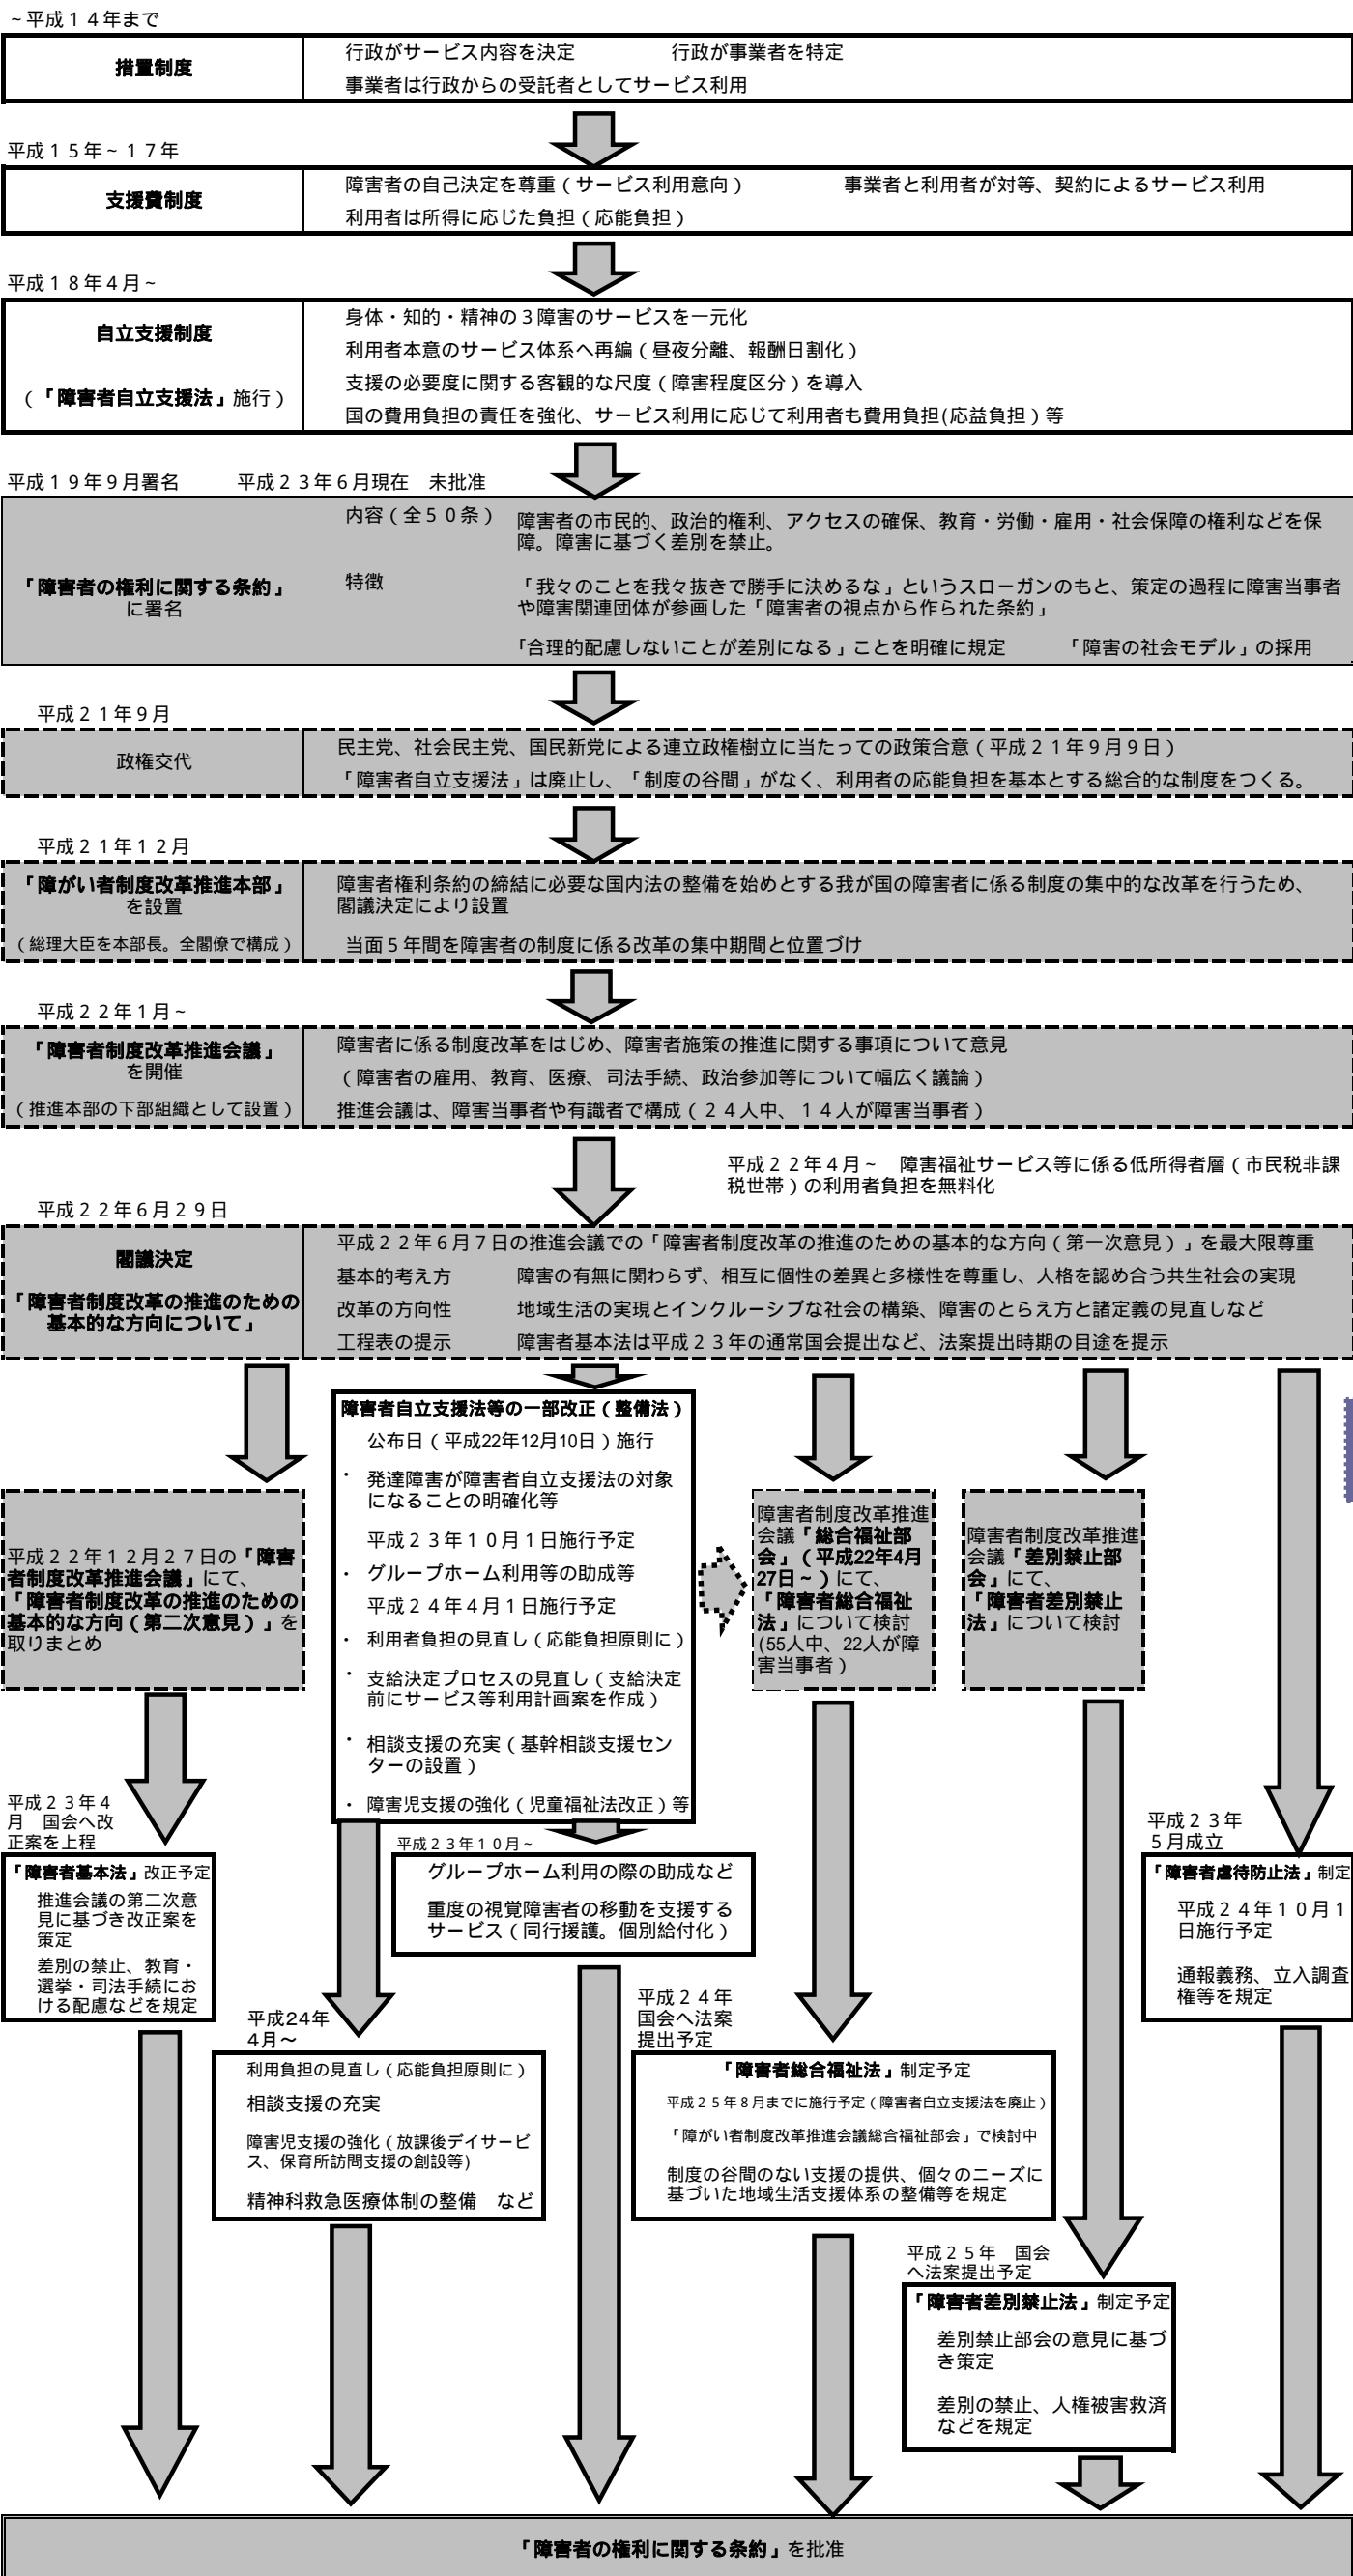 ~平成１４年まで
措置制度
行政がサービス内容を決定　　　行政が事業者を特定
事業者は行政からの受託者としてサービス利用
平成１５年~１７年
支援費制度
障害者の自己決定を尊重（サービス利用意向）　　　事業者と利用者が対等、契約によるサービス利用
利用者は所得に応じた負担（応能負担）
平成１８年４月~
自立支援制度
（「障害者自立支援法」施行）
身体・知的・精神の３障害のサービスを一元化
利用者本意のサービス体系へ再編（昼夜分離、報酬日割化）
支援の必要度に関する客観的な尺度（障害程度区分）を導入
国の費用負担の責任を強化、サービス利用に応じて利用者も費用負担(応益負担）等
平成１９年９月署名　　　平成２３年６月現在　未批准
「障害者の権利に関する条約」
に署名
内容（全５０条）
障害者の市民的、政治的権利、アクセスの確保、教育・労働・雇用・社会保障の権利などを保
障。障害に基づく差別を禁止。
特徴
「我々のことを我々抜きで勝手に決めるな」というスローガンのもと、策定の過程に障害当事者
や障害関連団体が参画した「障害者の視点から作られた条約」
「合理的配慮しないことが差別になる」ことを明確に規定　　　「障害の社会モデル」の採用
平成２１年９月
政権交代
民主党、社会民主党、国民新党による連立政権樹立に当たっての政策合意（平成２１年９月９日）
「障害者自立支援法」は廃止し、「制度の谷間」がなく、利用者の応能負担を基本とする総合的な制度をつくる。
平成２１年１２月
「障がい者制度改革推進本部」
を設置
（総理大臣を本部長。全閣僚で構成）
障害者権利条約の締結に必要な国内法の整備を始めとする我が国の障害者に係る制度の集中的な改革を行うため、
閣議決定により設置
当面５年間を障害者の制度に係る改革の集中期間と位置づけ
平成２２年１月~
「障害者制度改革推進会議」
を開催
（推進本部の下部組織として設置）
障害者に係る制度改革をはじめ、障害者施策の推進に関する事項について意見
（障害者の雇用、教育、医療、司法手続、政治参加等について幅広く議論）
推進会議は、障害当事者や有識者で構成（２４人中、１４人が障害当事者）
平成２２年４月~　障害福祉サービス等に係る低所得者層（市民税非課
税世帯）の利用者負担を無料化
平成２２年６月２９日
閣議決定
「障害者制度改革の推進のための
基本的な方向について」
平成２２年６月７日の推進会議での「障害者制度改革の推進のための基本的な方向（第一次意見）」を最大限尊重
基本的考え方　　　障害の有無に関わらず、相互に個性の差異と多様性を尊重し、人格を認め合う共生社会の実現
改革の方向性　　　地域生活の実現とインクルーシブな社会の構築、障害のとらえ方と諸定義の見直しなど
工程表の提示　　　障害者基本法は平成２３年の通常国会提出など、法案提出時期の目途を提示
平成２２年１２月２７日の「障害
者制度改革推進会議」にて、
「障害者制度改革の推進のための
基本的な方向（第二次意見）」を
取りまとめ
障害者自立支援法等の一部改正（整備法）
公布日（平成22年12月10日）施行
・ 発達障害が障害者自立支援法の対象
になることの明確化等
平成２３年１０月１日施行予定
・ グループホーム利用等の助成等
平成２４年４月１日施行予定
・ 利用者負担の見直し（応能負担原則に）
・ 支給決定プロセスの見直し（支給決定
前にサービス等利用計画案を作成）
・ 相談支援の充実（基幹相談支援セン
ターの設置）
・ 障害児支援の強化（児童福祉法改正）等
障害者制度改革推進
会議「総合福祉部
会」（平成22年4月
27日～）にて、
「障害者総合福祉
法」について検討
(55人中、22人が障
害当事者）
障害者制度改革推進
会議「差別禁止部
会」にて、
「障害者差別禁止
法」について検討
平成２３年４
月　国会へ改
正案を上程
「障害者基本法」改正予定
推進会議の第二次意
見に基づき改正案を
策定
差別の禁止、教育・
選挙・司法手続にお
ける配慮などを規定
平成２３年１０月~
グループホーム利用の際の助成など
重度の視覚障害者の移動を支援する
サービス（同行援護。個別給付化）
平成２３年
５月成立
「障害者虐待防止法」制定
平成２４年１０月１
日施行予定
通報義務、立入調査
権等を規定
平成24年
4月～
利用負担の見直し（応能負担原則に）
相談支援の充実
障害児支援の強化（放課後デイサービ
ス、保育所訪問支援の創設等)
精神科救急医療体制の整備　など
平成２４年
国会へ法案
提出予定
「障害者総合福祉法」制定予定
平成２５年８月までに施行予定（障害者自立支援法を廃止）
「障がい者制度改革推進会議総合福祉部会」で検討中
制度の谷間のない支援の提供、個々のニーズに
基づいた地域生活支援体系の整備等を規定
平成２５年　国会
へ法案提出予定
「障害者差別禁止法」制定予定
差別禁止部会の意見に基づ
き策定
差別の禁止、人権被害救済
などを規定
「障害者の権利に関する条約」を批准